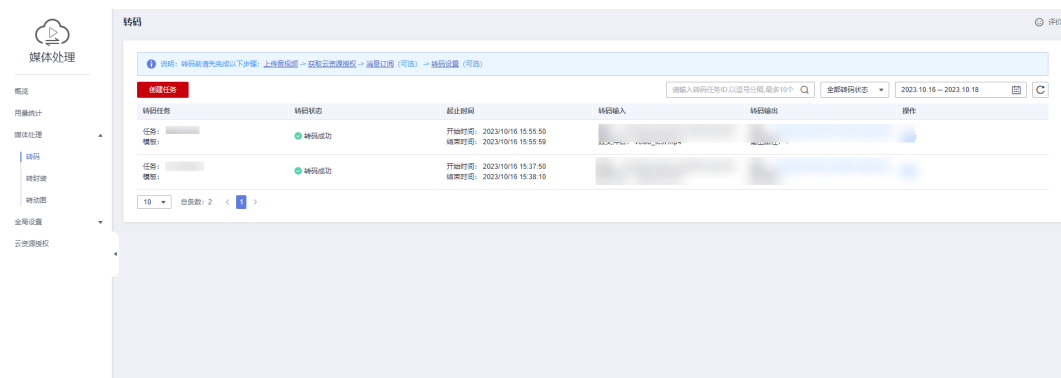 转码
评价
媒体处理
说明：转码前请先完成以下步骤：上传音视频 -> 获取云资源授权 -> 消息订阅（可选） -> 转码设置（可选）
概览
用量统计
媒体处理
转码
转封装
转动图
全局设置
云资源授权
创建任务
请输入转码任务ID,以逗号分隔,最多10个
全部转码状态
2023.10.16 – 2023.10.18
转码任务 转码状态 起止时间 转码输入 转码输出 操作
任务： 转码成功 开始时间： 2023/10/16 15:55:50
模板： 结束时间： 2023/10/16 15:55:59
任务： 转码成功 开始时间： 2023/10/16 15:37:50
模板： 结束时间： 2023/10/16 15:38:10
10 总条数：2 < 1 >